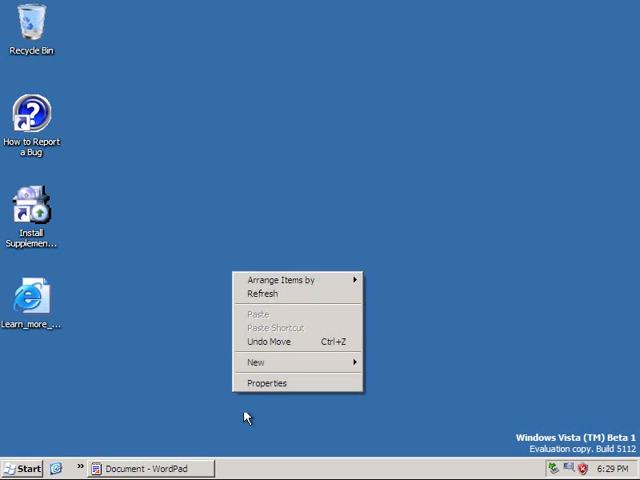 Recycle Bin
How to Report
a Bug
Install
Supplemen...
Learn_more_...
Arrange Items by
Refresh
Paste
Paste Shortcut
Undo Move Ctrl+Z
New
Properties
Windows Vista (TM) Beta 1
Evaluation copy. Build 5112
Start
Document - WordPad
6:29 PM